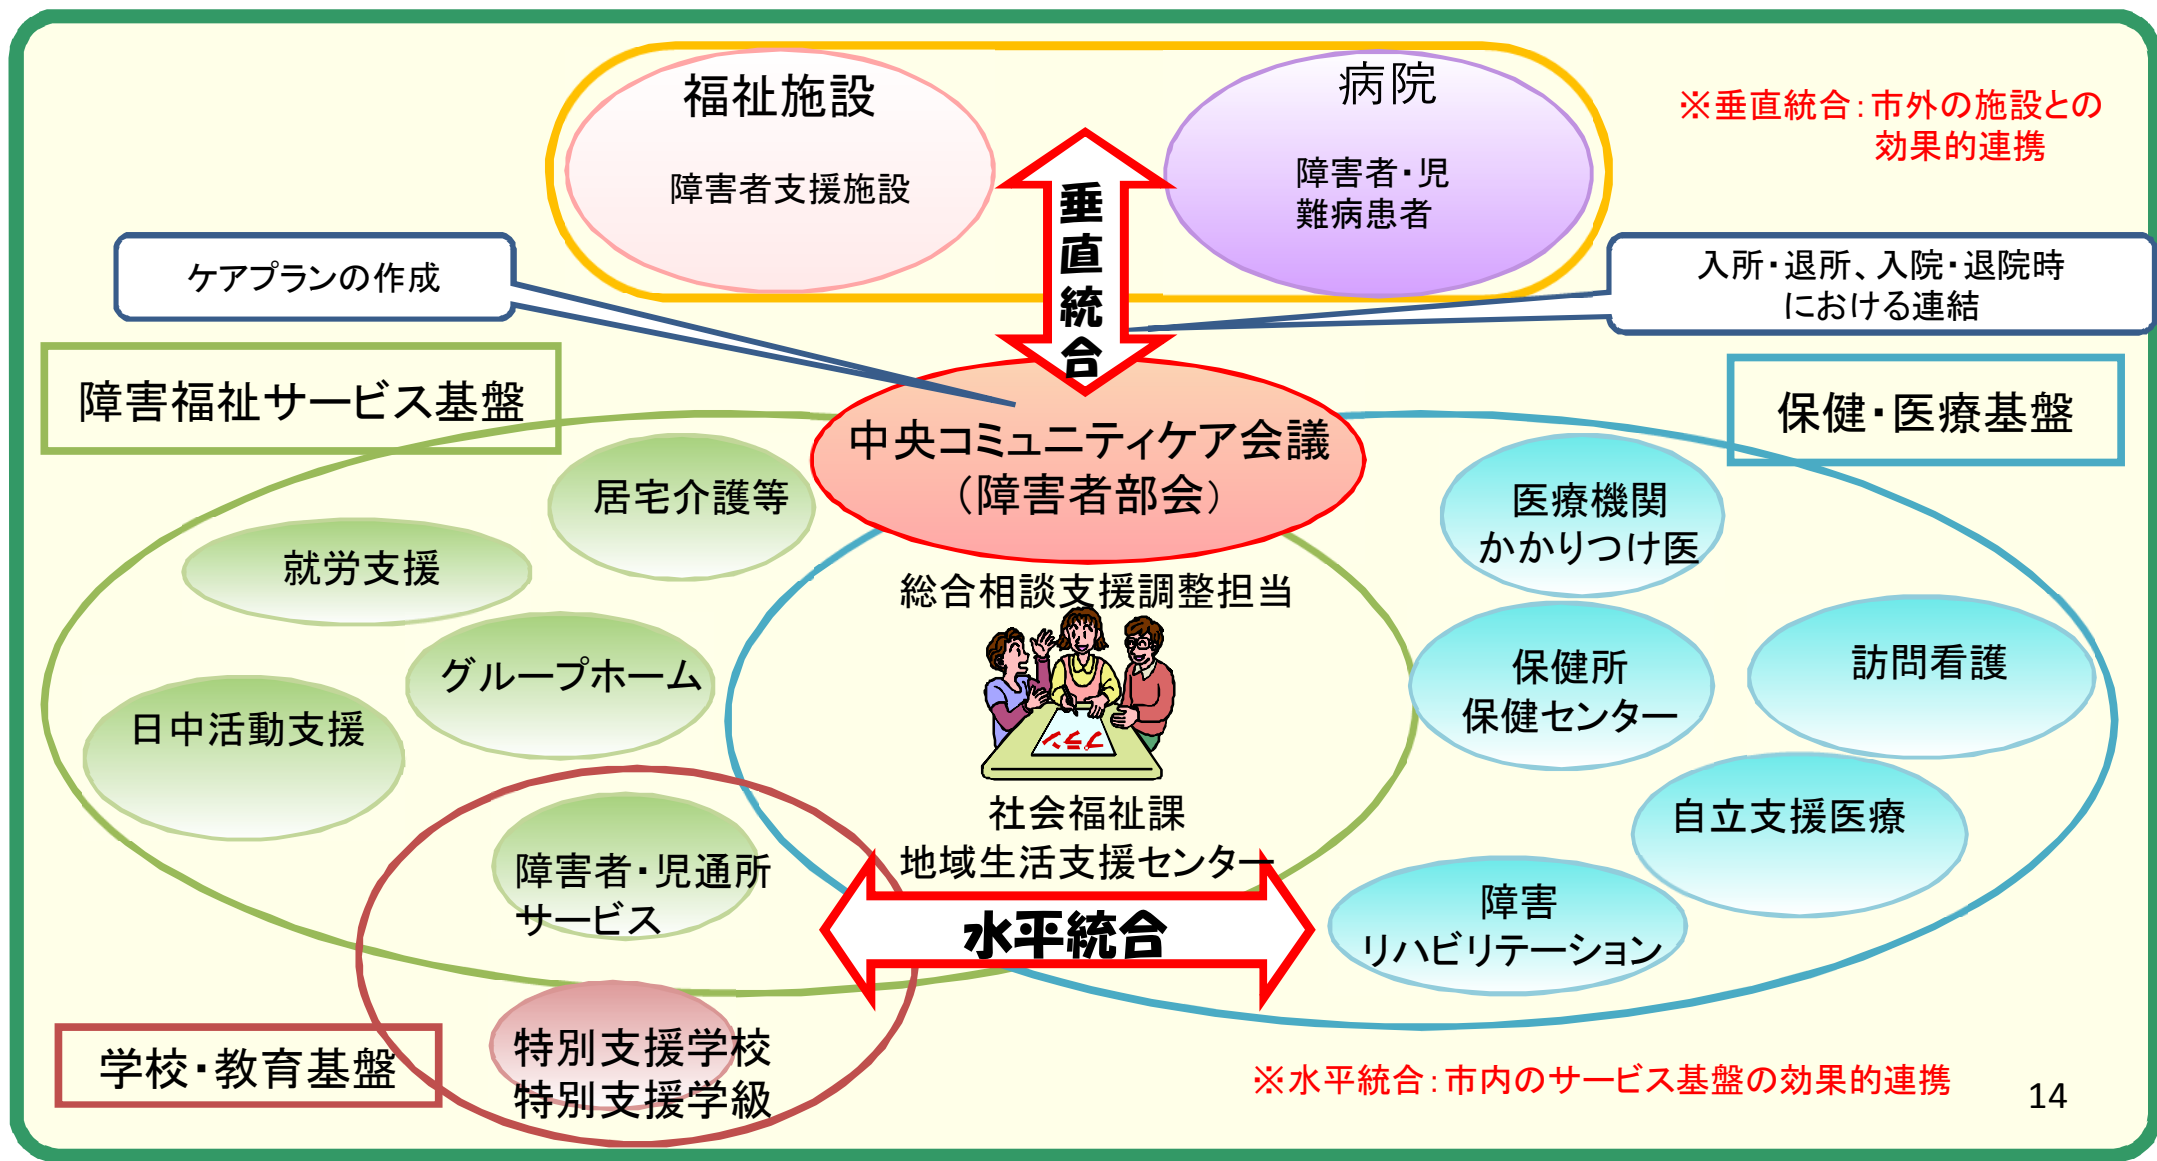 福祉施設
障害者支援施設
病院
障害者・児
難病患者
※垂直統合：市外の施設との
効果的連携
垂直統合
ケアプランの作成
入所・退所、入院・退院時
における連結
障害福祉サービス基盤
保健・医療基盤
中央コミュニティケア会議
（障害者部会）
居宅介護等
就労支援
グループホーム
日中活動支援
障害者・児通所
サービス
総合相談支援調整担当
プラン
社会福祉課
地域生活支援センター
医療機関
かかりつけ医
保健所
保健センター
訪問看護
自立支援医療
障害
リハビリテーション
水平統合
学校・教育基盤
特別支援学校
特別支援学級
※水平統合：市内のサービス基盤の効果的連携
14